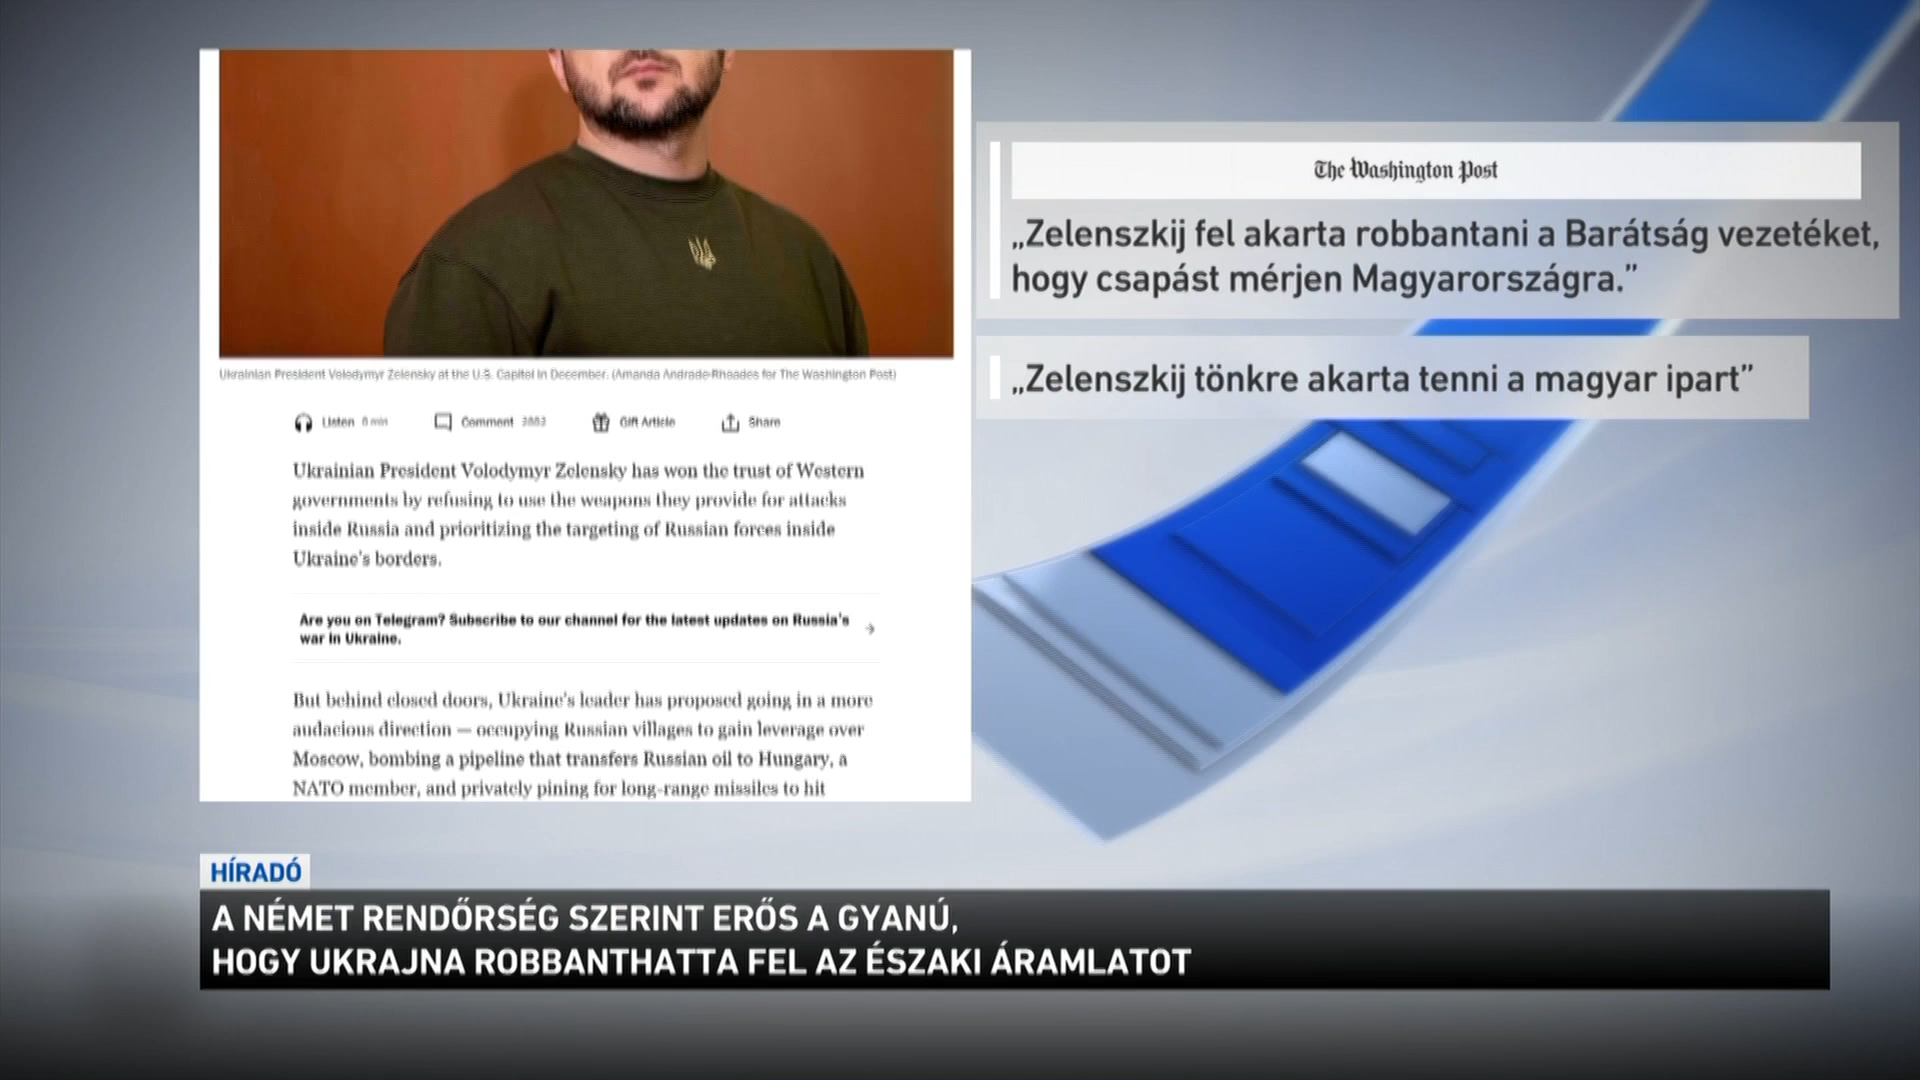 Ukrainian President Volodymyr Zelensky at the U.S. Capitol in December. (Amanda Andrade-Rhoades for The Washington Post)
Listen 8 min Comment 3883 Gift Article Share
Ukrainian President Volodymyr Zelensky has won the trust of Western
governments by refusing to use the weapons they provide for attacks
inside Russia and prioritizing the targeting of Russian forces inside
Ukraine's borders.
Are you on Telegram? Subscribe to our channel for the latest updates on Russia's
war in Ukraine.
But behind closed doors, Ukraine's leader has proposed going in a more
audacious direction — occupying Russian villages to gain leverage over
Moscow, bombing a pipeline that transfers Russian oil to Hungary, a
NATO member, and privately pining for long-range missiles to hit
The Washington Post
„Zelenszkij fel akarta robbantani a Barátság vezetéket,
hogy csapást mérjen Magyarországra.”
„Zelenszkij tönkre akarta tenni a magyar ipart”
HÍRADÓ
A NÉMET RENDŐRSÉG SZERINT ERŐS A GYANÚ,
HOGY UKRAJNA ROBBANTHATTA FEL AZ ÉSZAKI ÁRAMLATOT